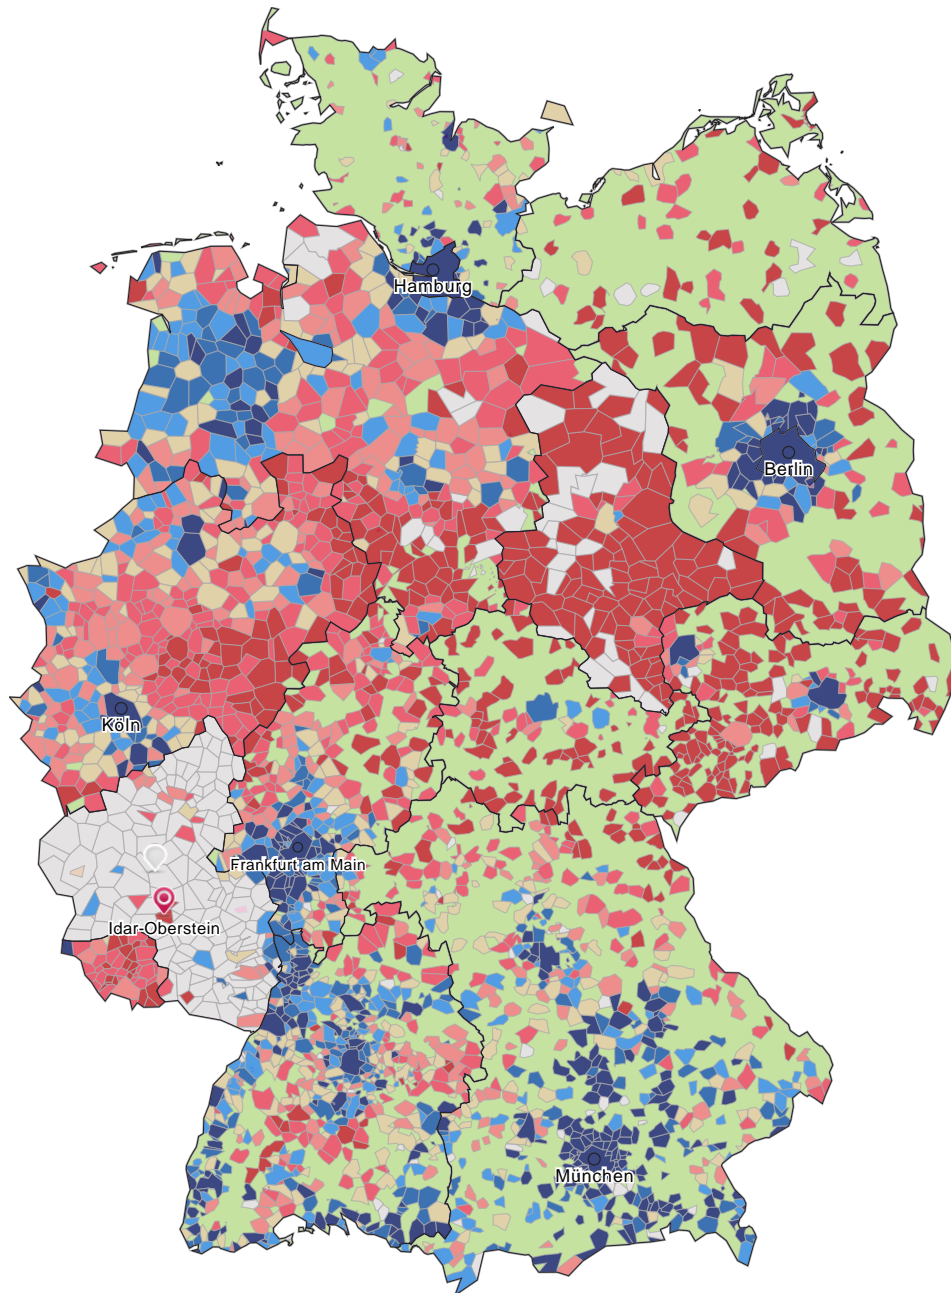 Hamburg
Berlin
Köln
Frankfurt am Main
Idar-Oberstein
München